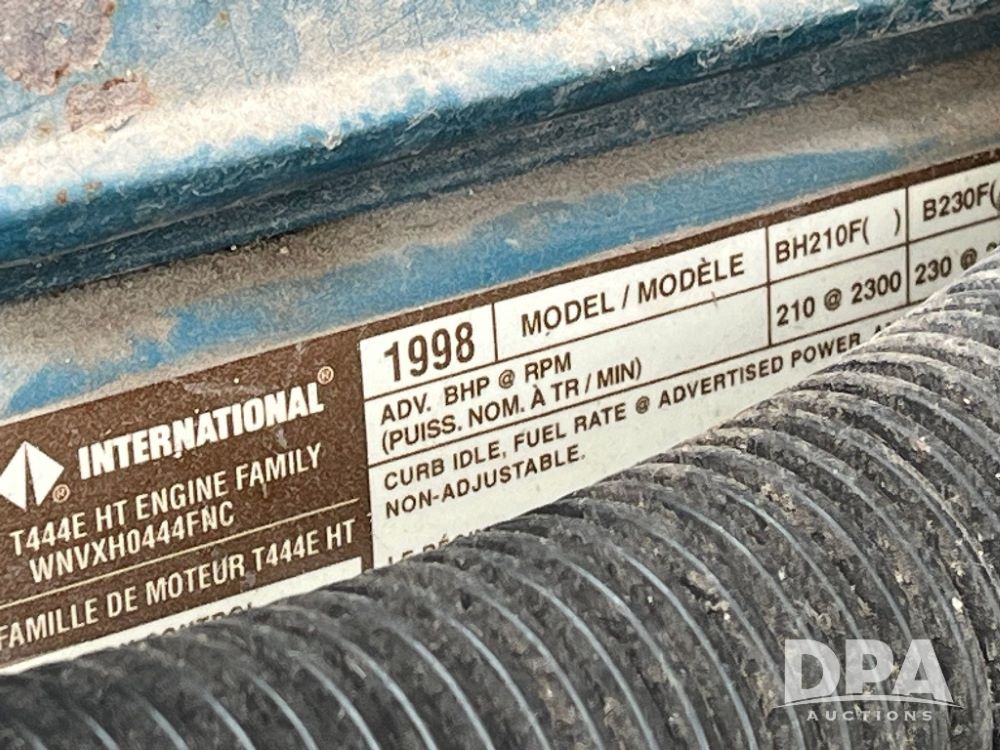 1998
MODEL / MODÈLE
BH210F( )
B230F(
ADV. BHP @ RPM
(PUISS. NOM. À TR / MIN)
210 @ 2300
230 @
CURB IDLE, FUEL RATE @ ADVERTISED POWER
NON-ADJUSTABLE.
INTERNATIONAL®
®
T444E HT ENGINE FAMILY
WNVXH0444FNC
FAMILLE DE MOTEUR T444E HT
DPA
AUCTIONS